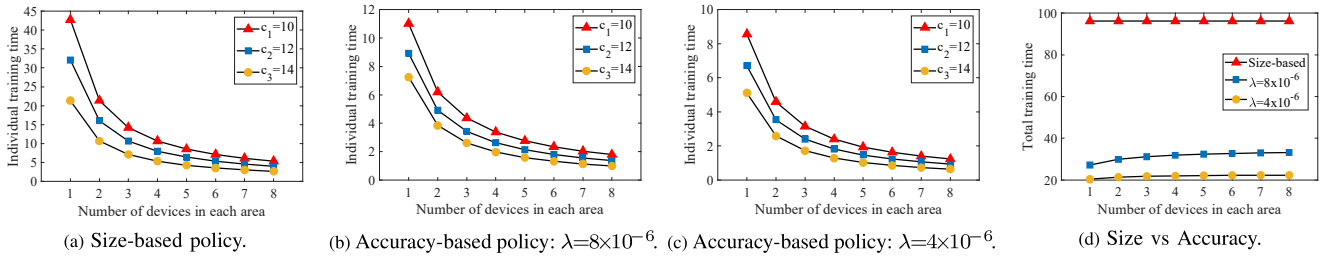 45
40
35
30
25
20
15
10
5
0
Individual training time
c1=10
c2=12
c3=14
1 2 3 4 5 6 7 8
Number of devices in each area
(a) Size-based policy.
12
10
8
6
4
2
0
Individual training time
c1=10
c2=12
c3=14
1 2 3 4 5 6 7 8
Number of devices in each area
(b) Accuracy-based policy: λ=8×10⁻⁶.
10
8
6
4
2
0
Individual training time
c1=10
c2=12
c3=14
1 2 3 4 5 6 7 8
Number of devices in each area
(c) Accuracy-based policy: λ=4×10⁻⁶.
100
80
60
40
20
Total training time
Size-based
λ=8x10⁻⁶
λ=4x10⁻⁶
1 2 3 4 5 6 7 8
Number of devices in each area
(d) Size vs Accuracy.